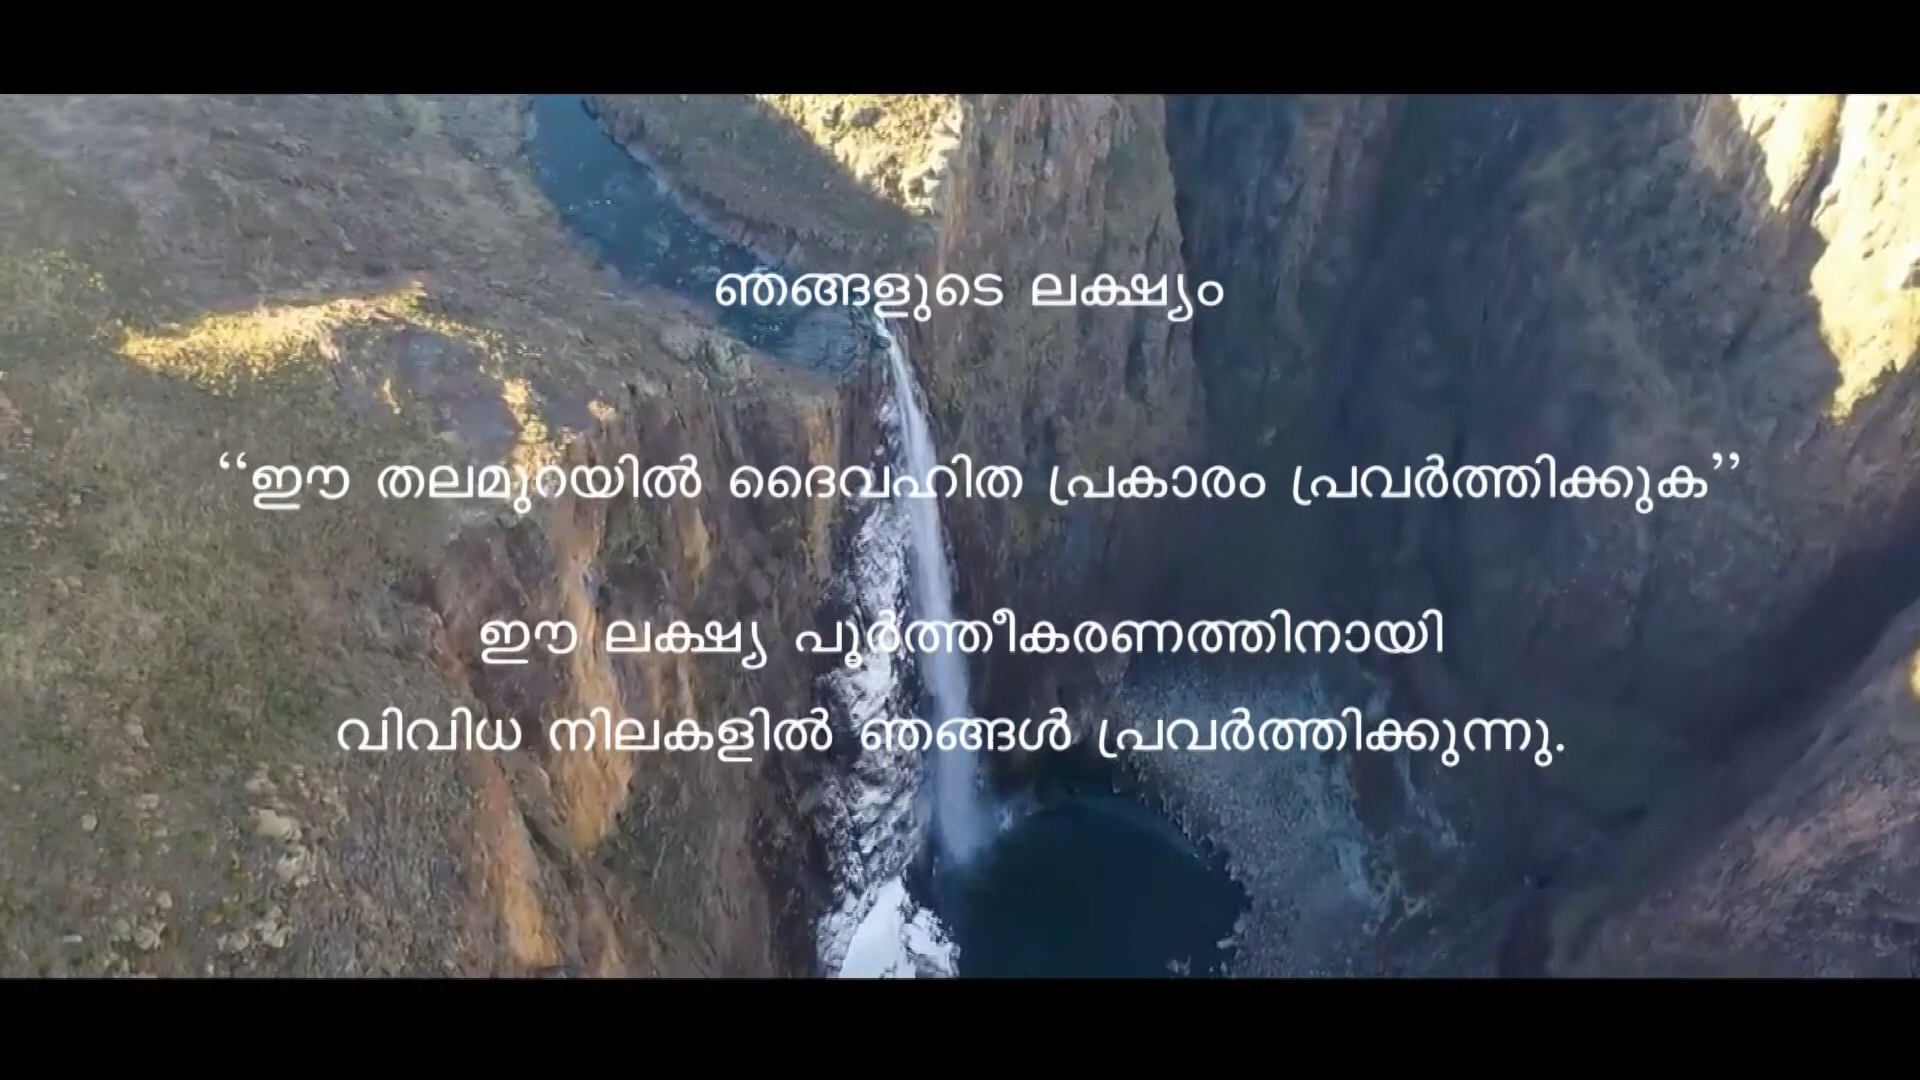 ഞങ്ങളുടെ ലക്ഷ്യം
‘‘ഈ തലമുറയിൽ ദൈവഹിത പ്രകാരം പ്രവർത്തിക്കുക’’
ഈ ലക്ഷ്യ പൂർത്തീകരണത്തിനായി
വിവിധ നിലകളിൽ ഞങ്ങൾ പ്രവർത്തിക്കുന്നു.